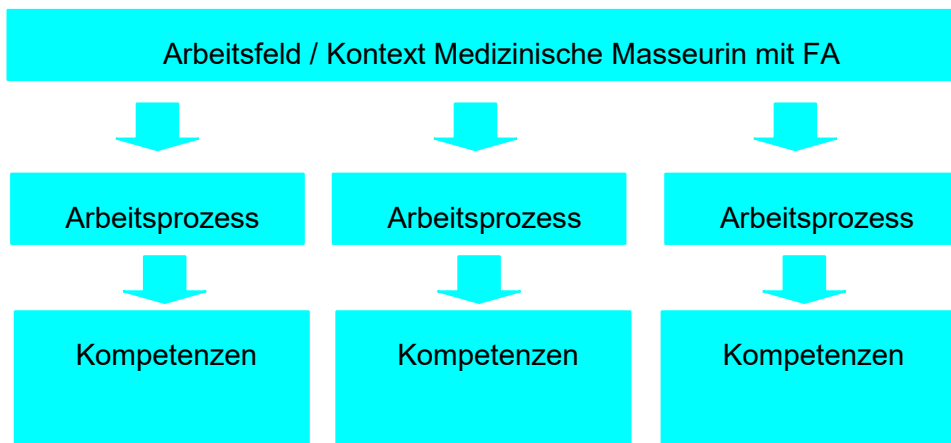 Arbeitsfeld / Kontext Medizinische Masseurin mit FA
Arbeitsprozess
Arbeitsprozess
Arbeitsprozess
Kompetenzen
Kompetenzen
Kompetenzen